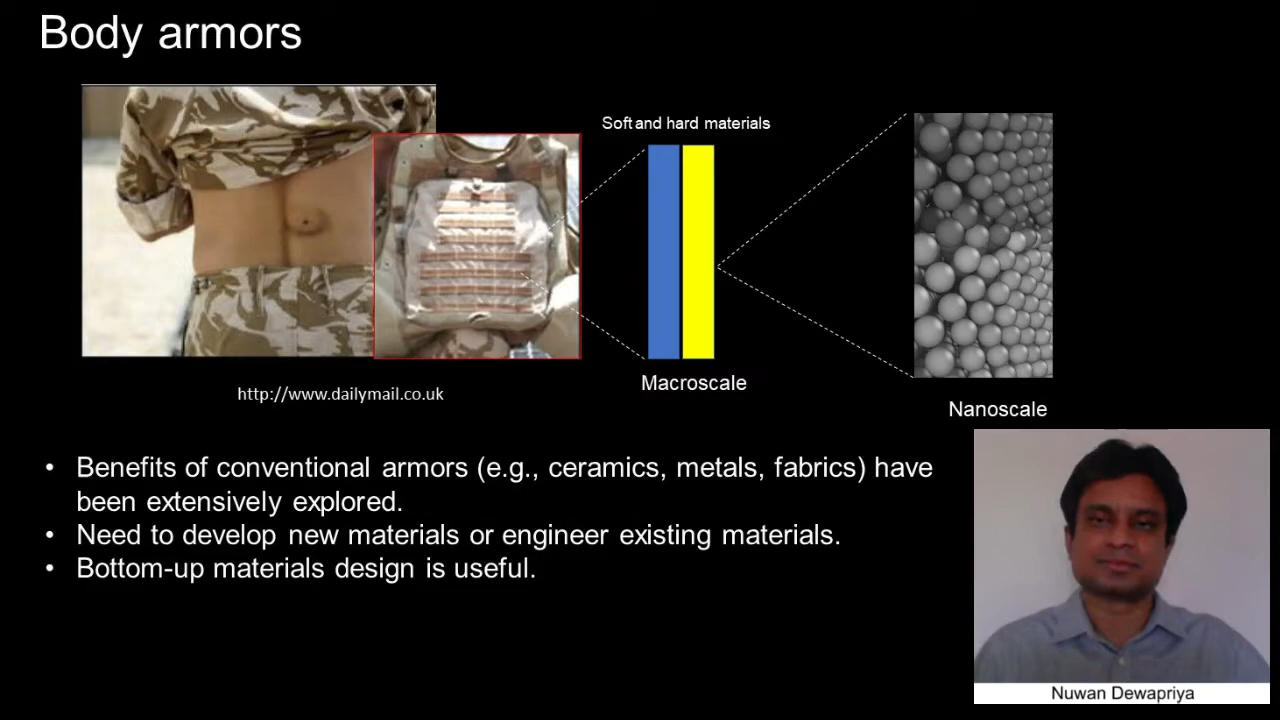 Body armors
Soft and hard materials
Macroscale
http://www.dailymail.co.uk
Nanoscale
• Benefits of conventional armors (e.g., ceramics, metals, fabrics) have
been extensively explored.
• Need to develop new materials or engineer existing materials.
• Bottom-up materials design is useful.
Nuwan Dewapriya